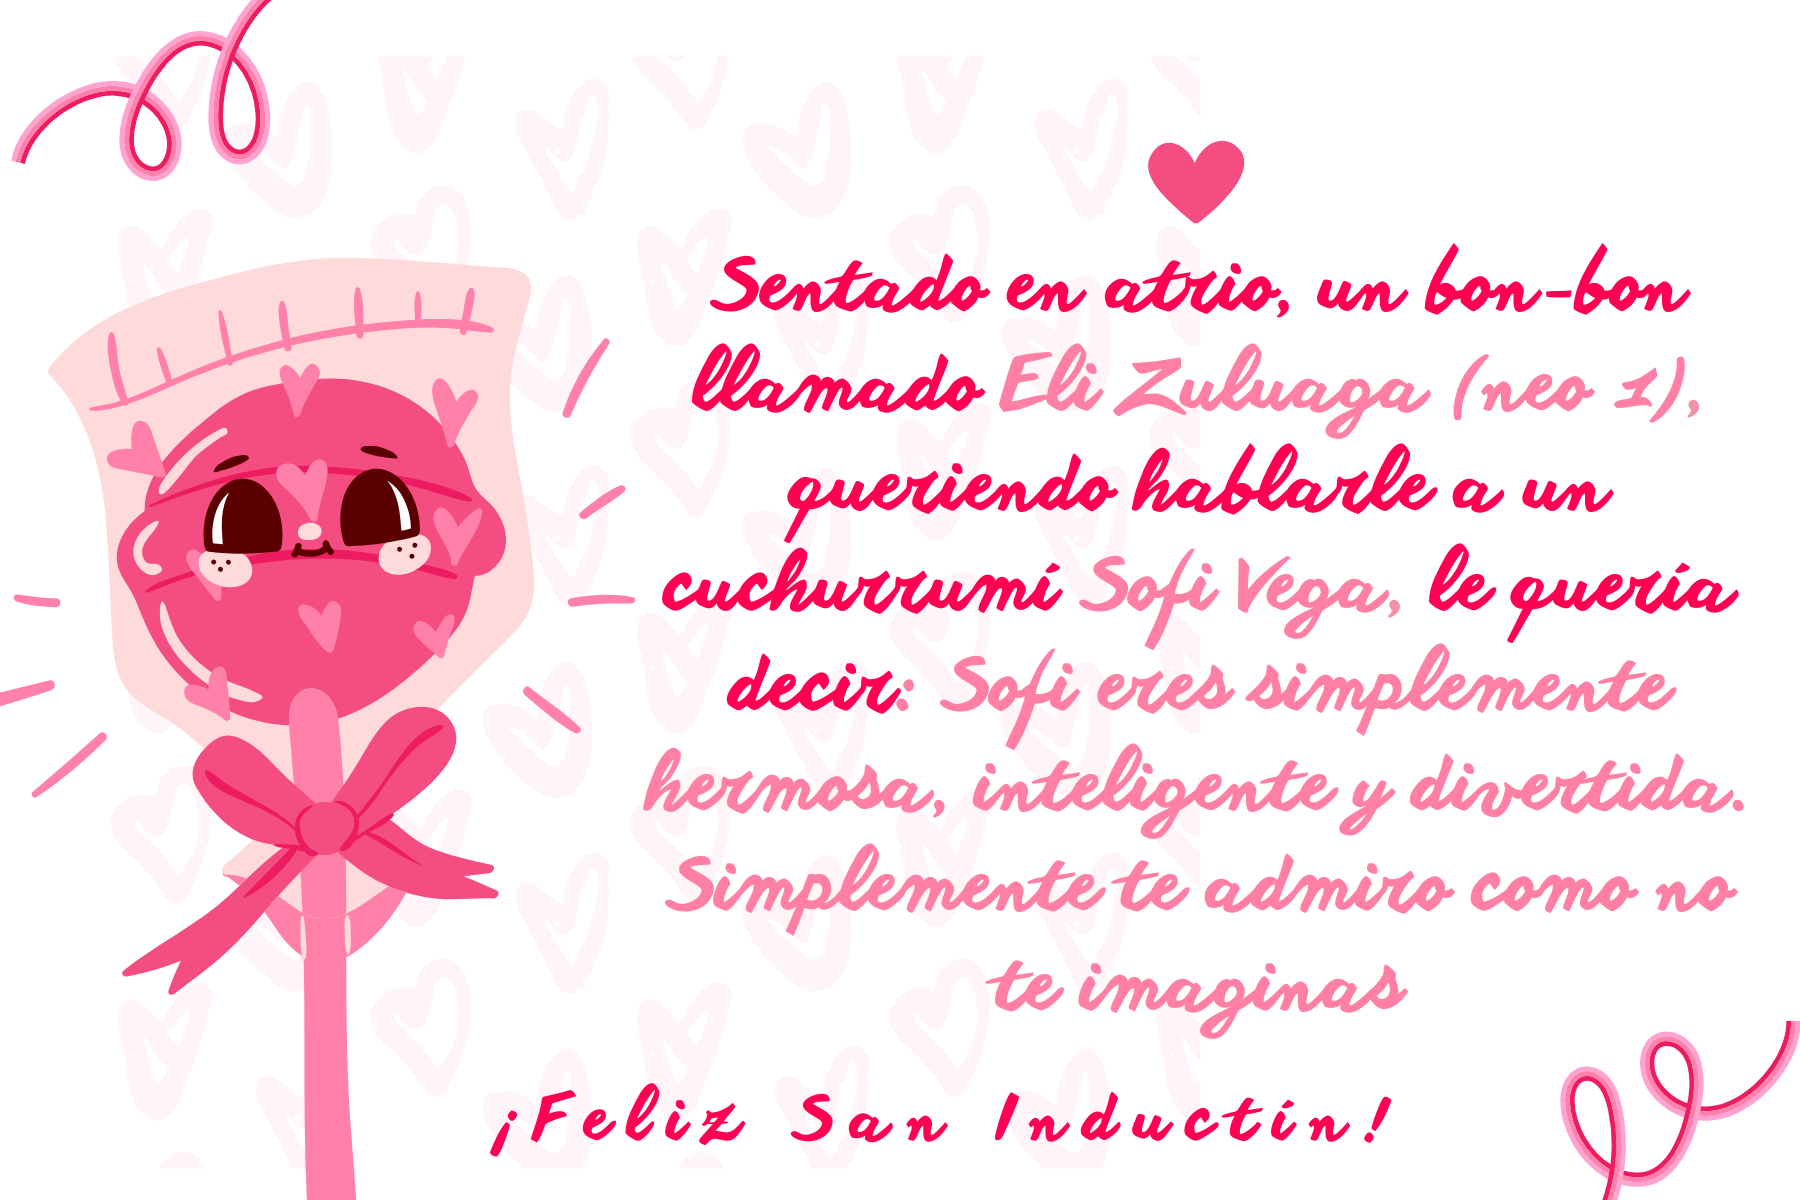 Sentado en atrio, un bon-bon
llamado Eli Zuluaga (neo 1),
queriendo hablarle a un
cuchurrumí Sofi Vega, le quería
decir: Sofi eres simplemente
hermosa, inteligente y divertida.
Simplemente te admiro como no
te imaginas
¡Feliz San Inductín!